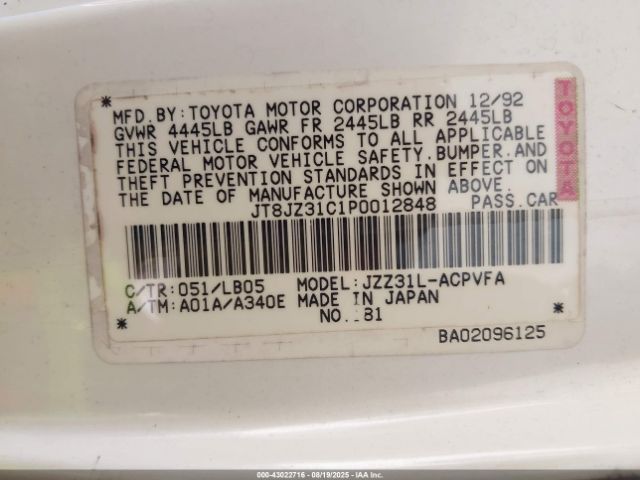 MFD.BY:TOYOTA MOTOR CORPORATION 12/92
GVWR 4445LB GAWR FR 2445LB RR 2445LB
THIS VEHICLE CONFORMS TO ALL APPLICABLE
FEDERAL MOTOR VEHICLE SAFETY,BUMPER,AND
THEFT PREVENTION STANDARDS IN EFFECT ON
THE DATE OF MANUFACTURE SHOWN ABOVE.
JT8JZ31C1P0012848 PASS.CAR
TOYOTA
C/TR:051/LB05 MODEL:JZZ31L-ACPVFA
A/TM:A01A/A340E MADE IN JAPAN
NO..81
BA02096125
000-43022716 - 08/19/2025 - IAA Inc.